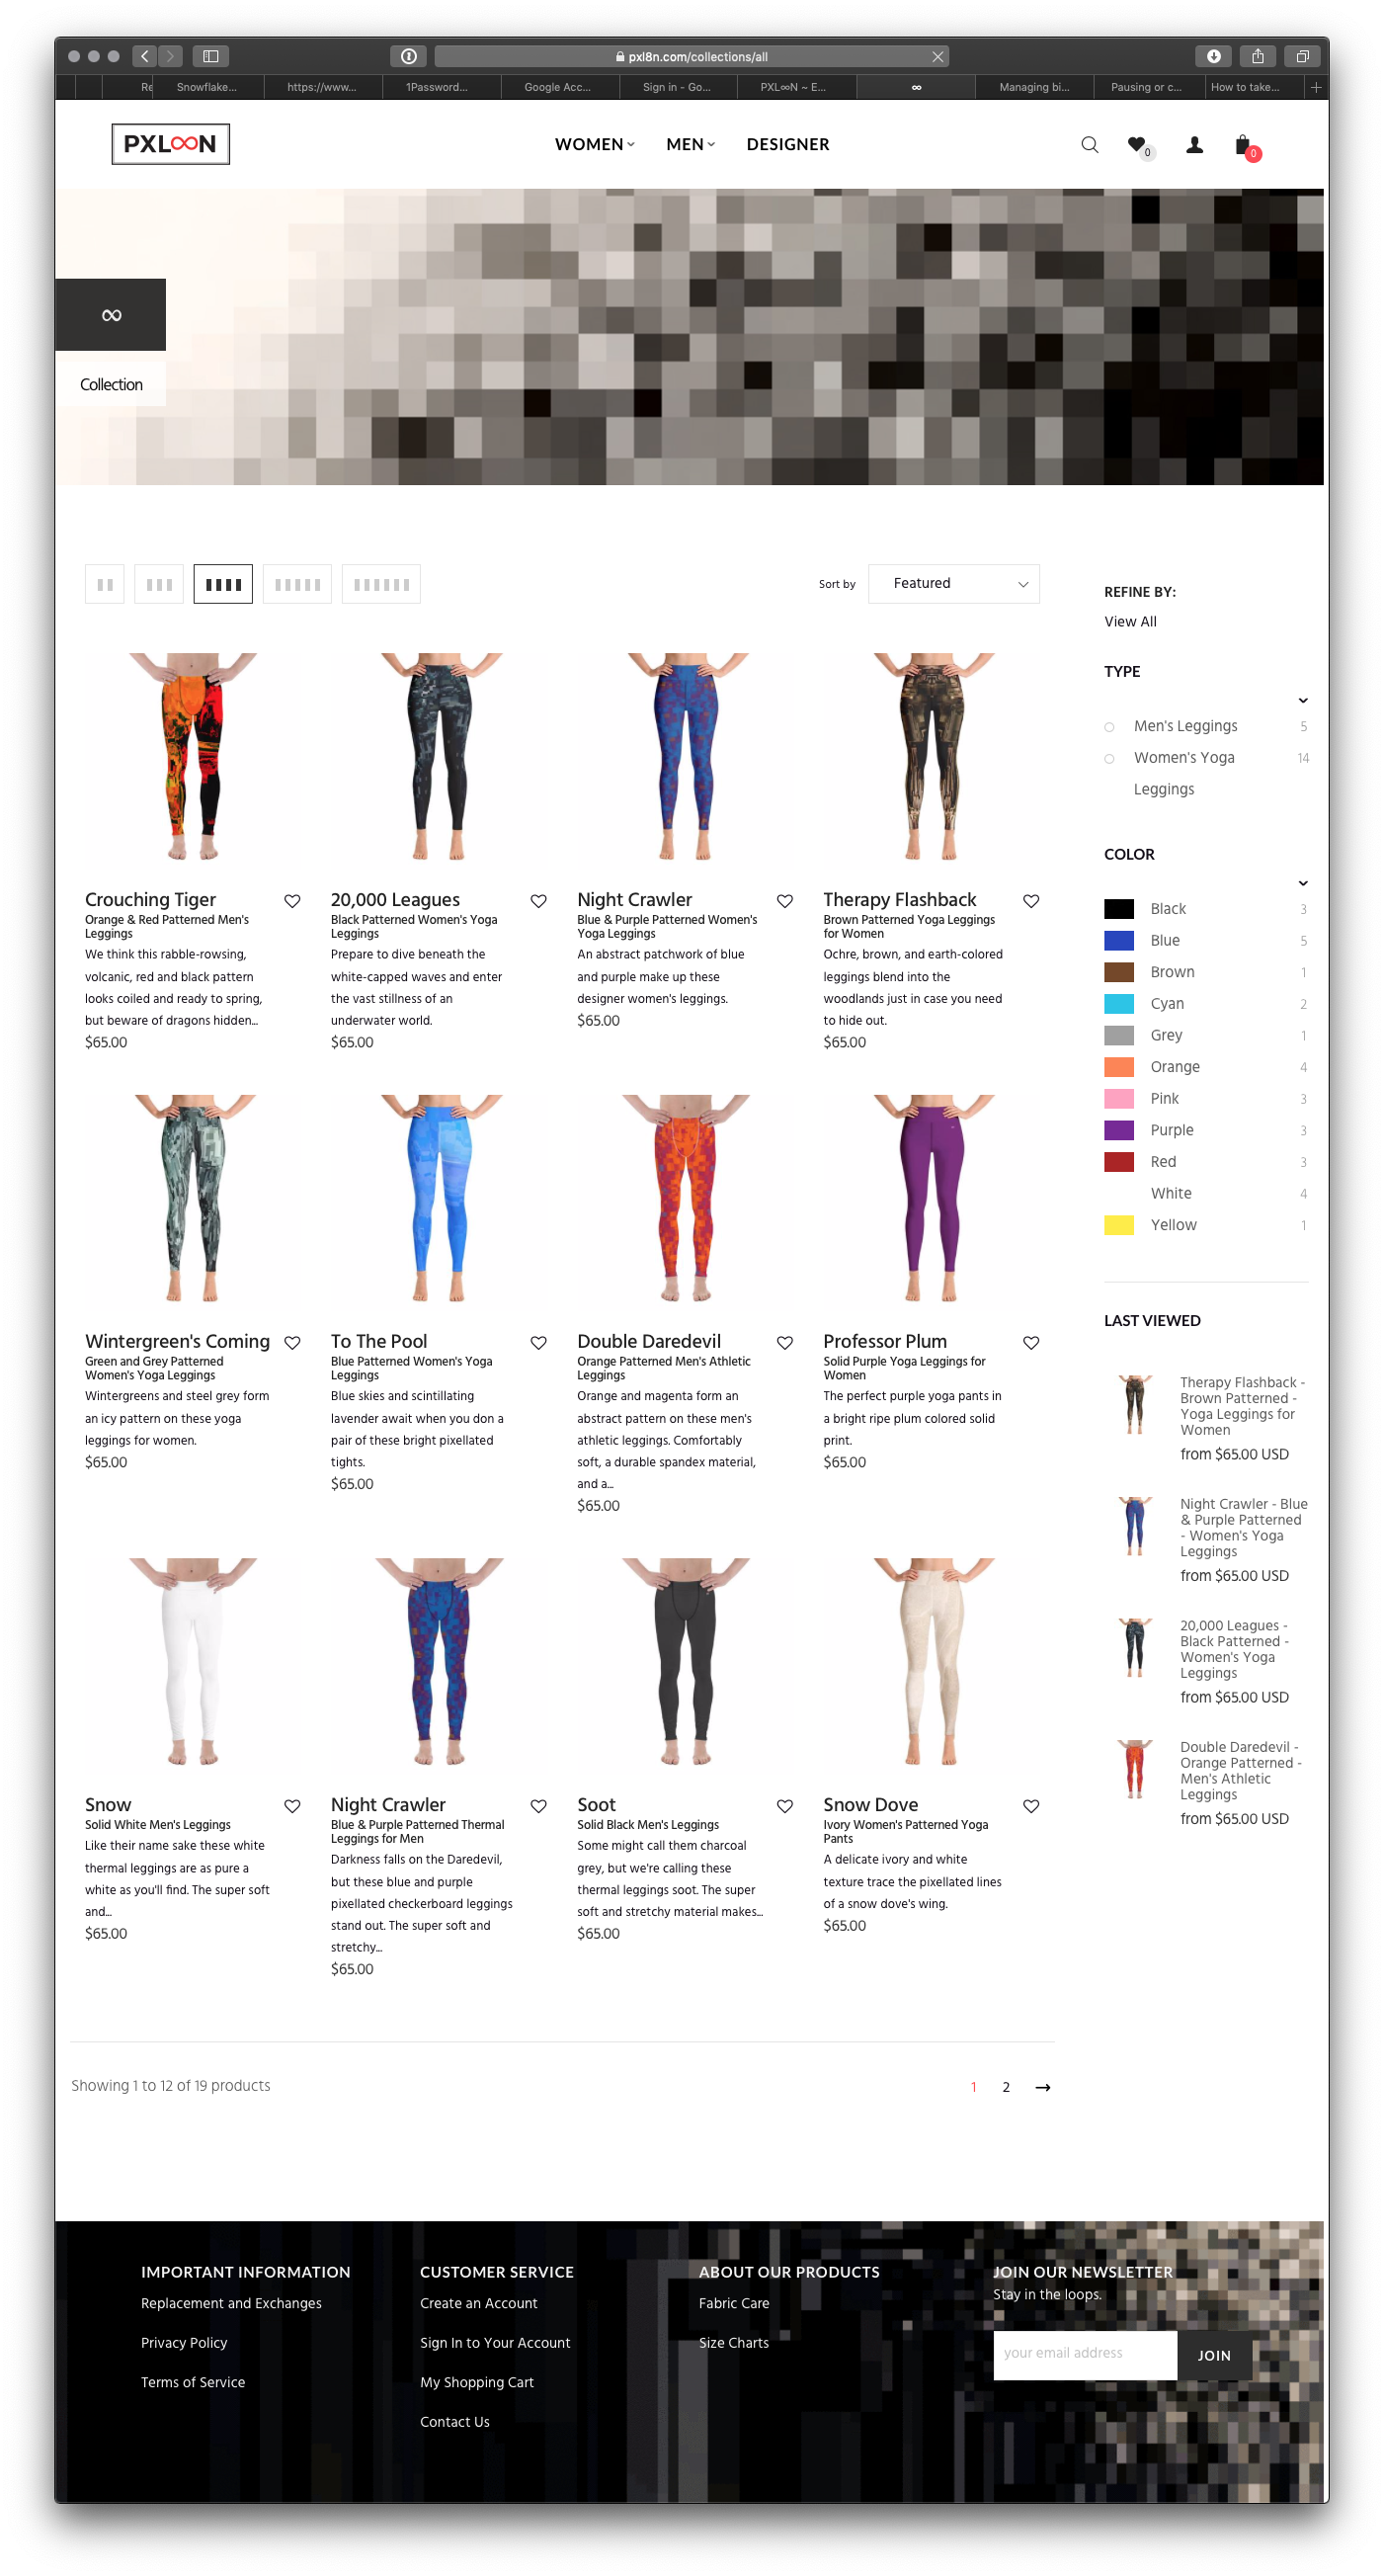 pxl8n.com/collections/all
Re
Snowflake...
https://www...
1Password...
Google Acc...
Sign in - Go...
PXL∞N ~ E...
∞
Managing bi...
Pausing or c...
How to take...
PXL∞N
WOMEN
MEN
DESIGNER
0
0
∞
Collection
Sort by
Featured
REFINE BY:
View All
TYPE
Men's Leggings 5
Women's Yoga 14
Leggings
COLOR
Black 3
Blue 5
Brown 1
Cyan 2
Grey 1
Orange 4
Pink 3
Purple 3
Red 3
White 4
Yellow 1
Crouching Tiger
Orange & Red Patterned Men's
Leggings
We think this rabble-rowsing,
volcanic, red and black pattern
looks coiled and ready to spring,
but beware of dragons hidden...
$65.00
20,000 Leagues
Black Patterned Women's Yoga
Leggings
Prepare to dive beneath the
white-capped waves and enter
the vast stillness of an
underwater world.
$65.00
Night Crawler
Blue & Purple Patterned Women's
Yoga Leggings
An abstract patchwork of blue
and purple make up these
designer women's leggings.
$65.00
Therapy Flashback
Brown Patterned Yoga Leggings
for Women
Ochre, brown, and earth-colored
leggings blend into the
woodlands just in case you need
to hide out.
$65.00
Wintergreen's Coming
Green and Grey Patterned
Women's Yoga Leggings
Wintergreens and steel grey form
an icy pattern on these yoga
leggings for women.
$65.00
To The Pool
Blue Patterned Women's Yoga
Leggings
Blue skies and scintillating
lavender await when you don a
pair of these bright pixellated
tights.
$65.00
Double Daredevil
Orange Patterned Men's Athletic
Leggings
Orange and magenta form an
abstract pattern on these men's
athletic leggings. Comfortably
soft, a durable spandex material,
and a...
$65.00
Professor Plum
Solid Purple Yoga Leggings for
Women
The perfect purple yoga pants in
a bright ripe plum colored solid
print.
$65.00
Snow
Solid White Men's Leggings
Like their name sake these white
thermal leggings are as pure a
white as you'll find. The super soft
and...
$65.00
Night Crawler
Blue & Purple Patterned Thermal
Leggings for Men
Darkness falls on the Daredevil,
but these blue and purple
pixellated checkerboard leggings
stand out. The super soft and
stretchy...
$65.00
Soot
Solid Black Men's Leggings
Some might call them charcoal
grey, but we're calling these
thermal leggings soot. The super
soft and stretchy material makes...
$65.00
Snow Dove
Ivory Women's Patterned Yoga
Pants
A delicate ivory and white
texture trace the pixellated lines
of a snow dove's wing.
$65.00
LAST VIEWED
Therapy Flashback -
Brown Patterned -
Yoga Leggings for
Women
from $65.00 USD
Night Crawler - Blue
& Purple Patterned
- Women's Yoga
Leggings
from $65.00 USD
20,000 Leagues -
Black Patterned -
Women's Yoga
Leggings
from $65.00 USD
Double Daredevil -
Orange Patterned -
Men's Athletic
Leggings
from $65.00 USD
Showing 1 to 12 of 19 products
1 2 →
IMPORTANT INFORMATION
Replacement and Exchanges
Privacy Policy
Terms of Service
CUSTOMER SERVICE
Create an Account
Sign In to Your Account
My Shopping Cart
Contact Us
ABOUT OUR PRODUCTS
Fabric Care
Size Charts
JOIN OUR NEWSLETTER
Stay in the loops.
your email address
JOIN